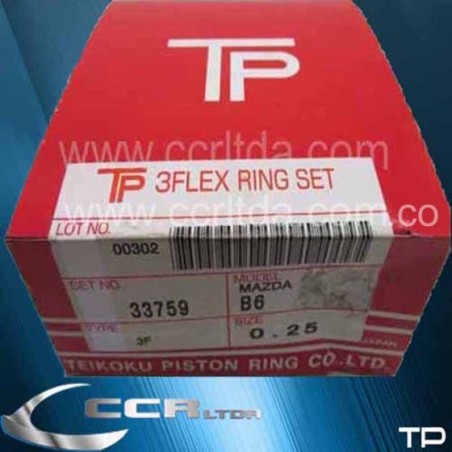 TP
www.ccrltda.com.co
TP 3FLEX RING SET
www.ccrltda.com.co
LOT NO.
00302
SET NO. MODEL
33759 MAZDA
B6
TYPE SIZE
3F 0.25
JAPAN
TEIKOKU PISTON RING CO.,LTD.
CCR LTDA
TP